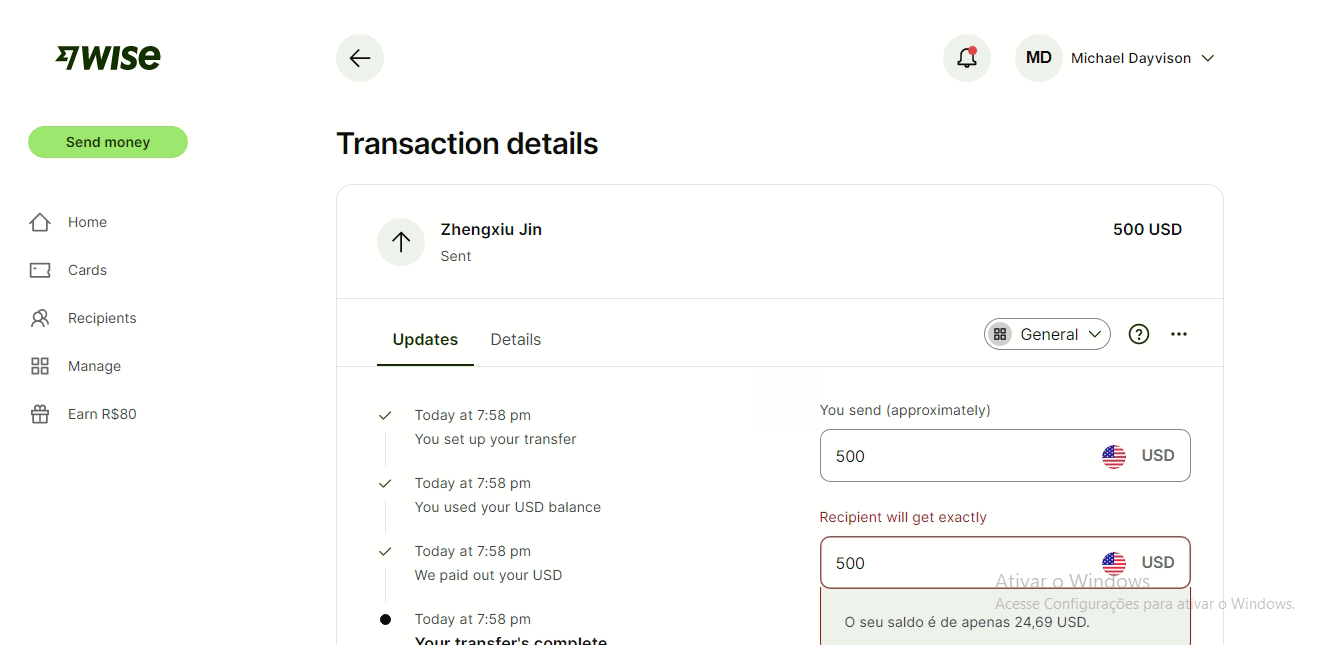 WISE
MD Michael Dayvison
Send money
Transaction details
Home
Cards
Recipients
Manage
Earn R$80
Zhengxiu Jin
500 USD
Sent
Updates
Details
General
Today at 7:58 pm
You set up your transfer
Today at 7:58 pm
You used your USD balance
Today at 7:58 pm
We paid out your USD
Today at 7:58 pm
Your transfer's complete
You send (approximately)
500 USD
Recipient will get exactly
500 USD
O seu saldo é de apenas 24,69 USD.
Ativar o Windows
Acesse Configurações para ativar o Windows.